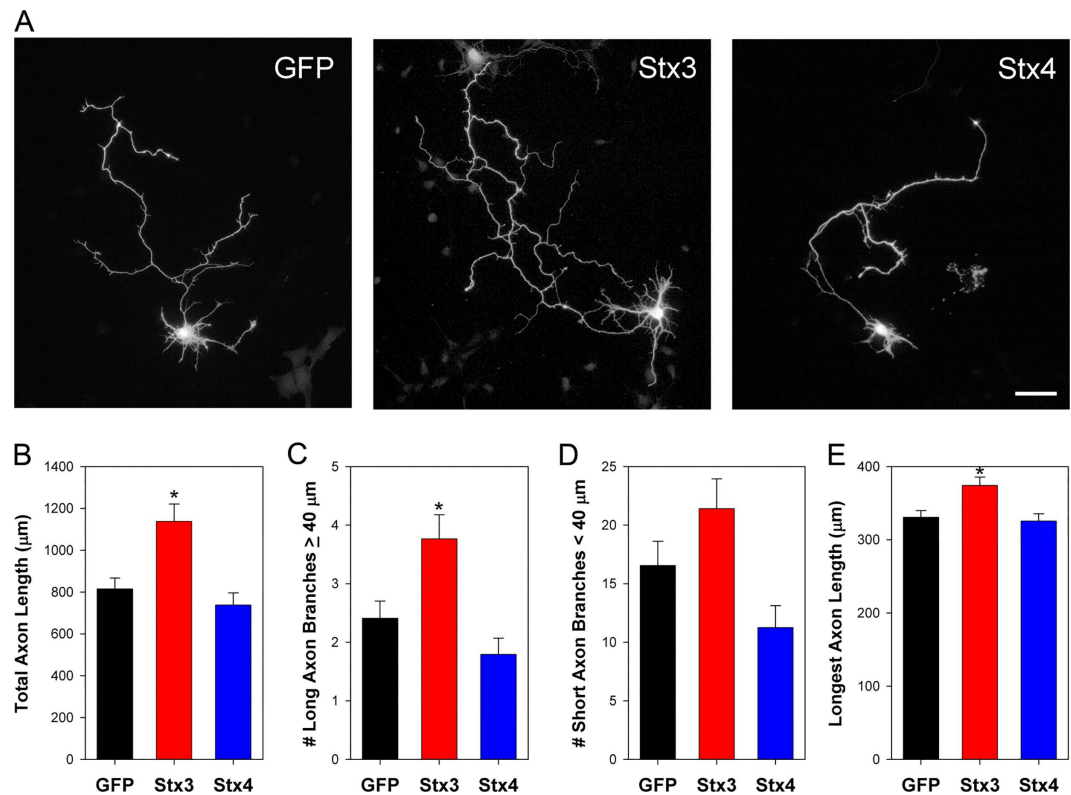 A
GFP
Stx3
Stx4
B
Total Axon Length (μm)
1400
1200
1000
800
600
400
200
0
*
GFP Stx3 Stx4
C
# Long Axon Branches ≥ 40 μm
5
4
3
2
1
0
*
GFP Stx3 Stx4
D
# Short Axon Branches < 40 μm
25
20
15
10
5
0
GFP Stx3 Stx4
E
Longest Axon Length (μm)
400
300
200
100
0
*
GFP Stx3 Stx4